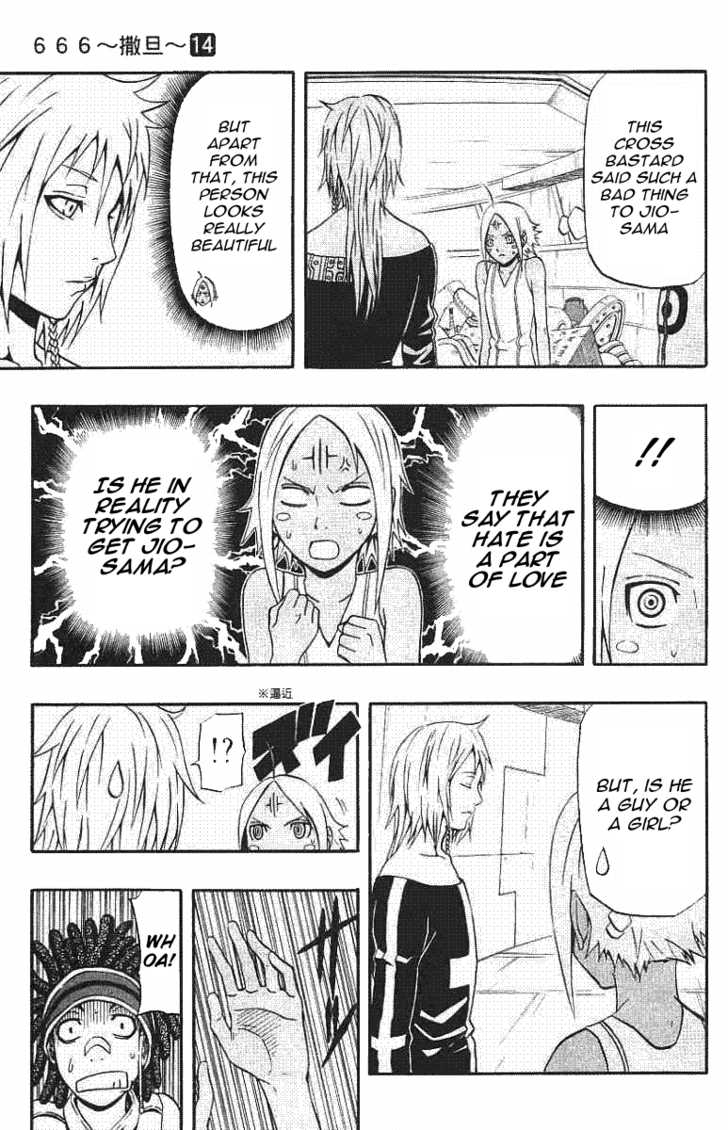 ６６６～撒旦～14
THIS
CROSS
BASTARD
SAID SUCH A
BAD THING
TO JIO-
SAMA
BUT
APART
FROM
THAT, THIS
PERSON
LOOKS
REALLY
BEAUTIFUL
!!
THEY
SAY THAT
HATE IS
A PART
OF LOVE
IS HE IN
REALITY
TRYING TO
GET JIO-
SAMA?
BUT, IS HE
A GUY OR
A GIRL?
※逼近
ズイ
!?
WH
OA!